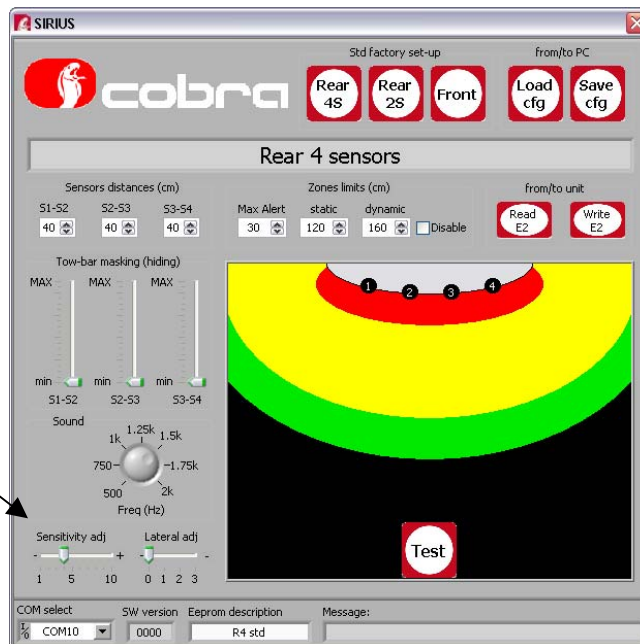 SIRIUS
Std factory set-up
from/to PC
cobra
Rear 4S
Rear 2S
Front
Load cfg
Save cfg
Rear 4 sensors
Sensors distances (cm)
S1-S2 S2-S3 S3-S4
40 40 40
Zones limits (cm)
Max Alert static dynamic
30 120 160 Disable
from/to unit
Read E2
Write E2
Tow-bar masking (hiding)
MAX MAX MAX
min min min
S1-S2 S2-S3 S3-S4
1 2 3 4
Sound
1.25k
1k 1.5k
750 1.75k
500 2k
Freq (Hz)
Sensitivity adj
- +
1 5 10
Lateral adj
- -
0 1 2 3
Test
COM select SW version Eeprom description Message:
I/O COM10 0000 R4 std